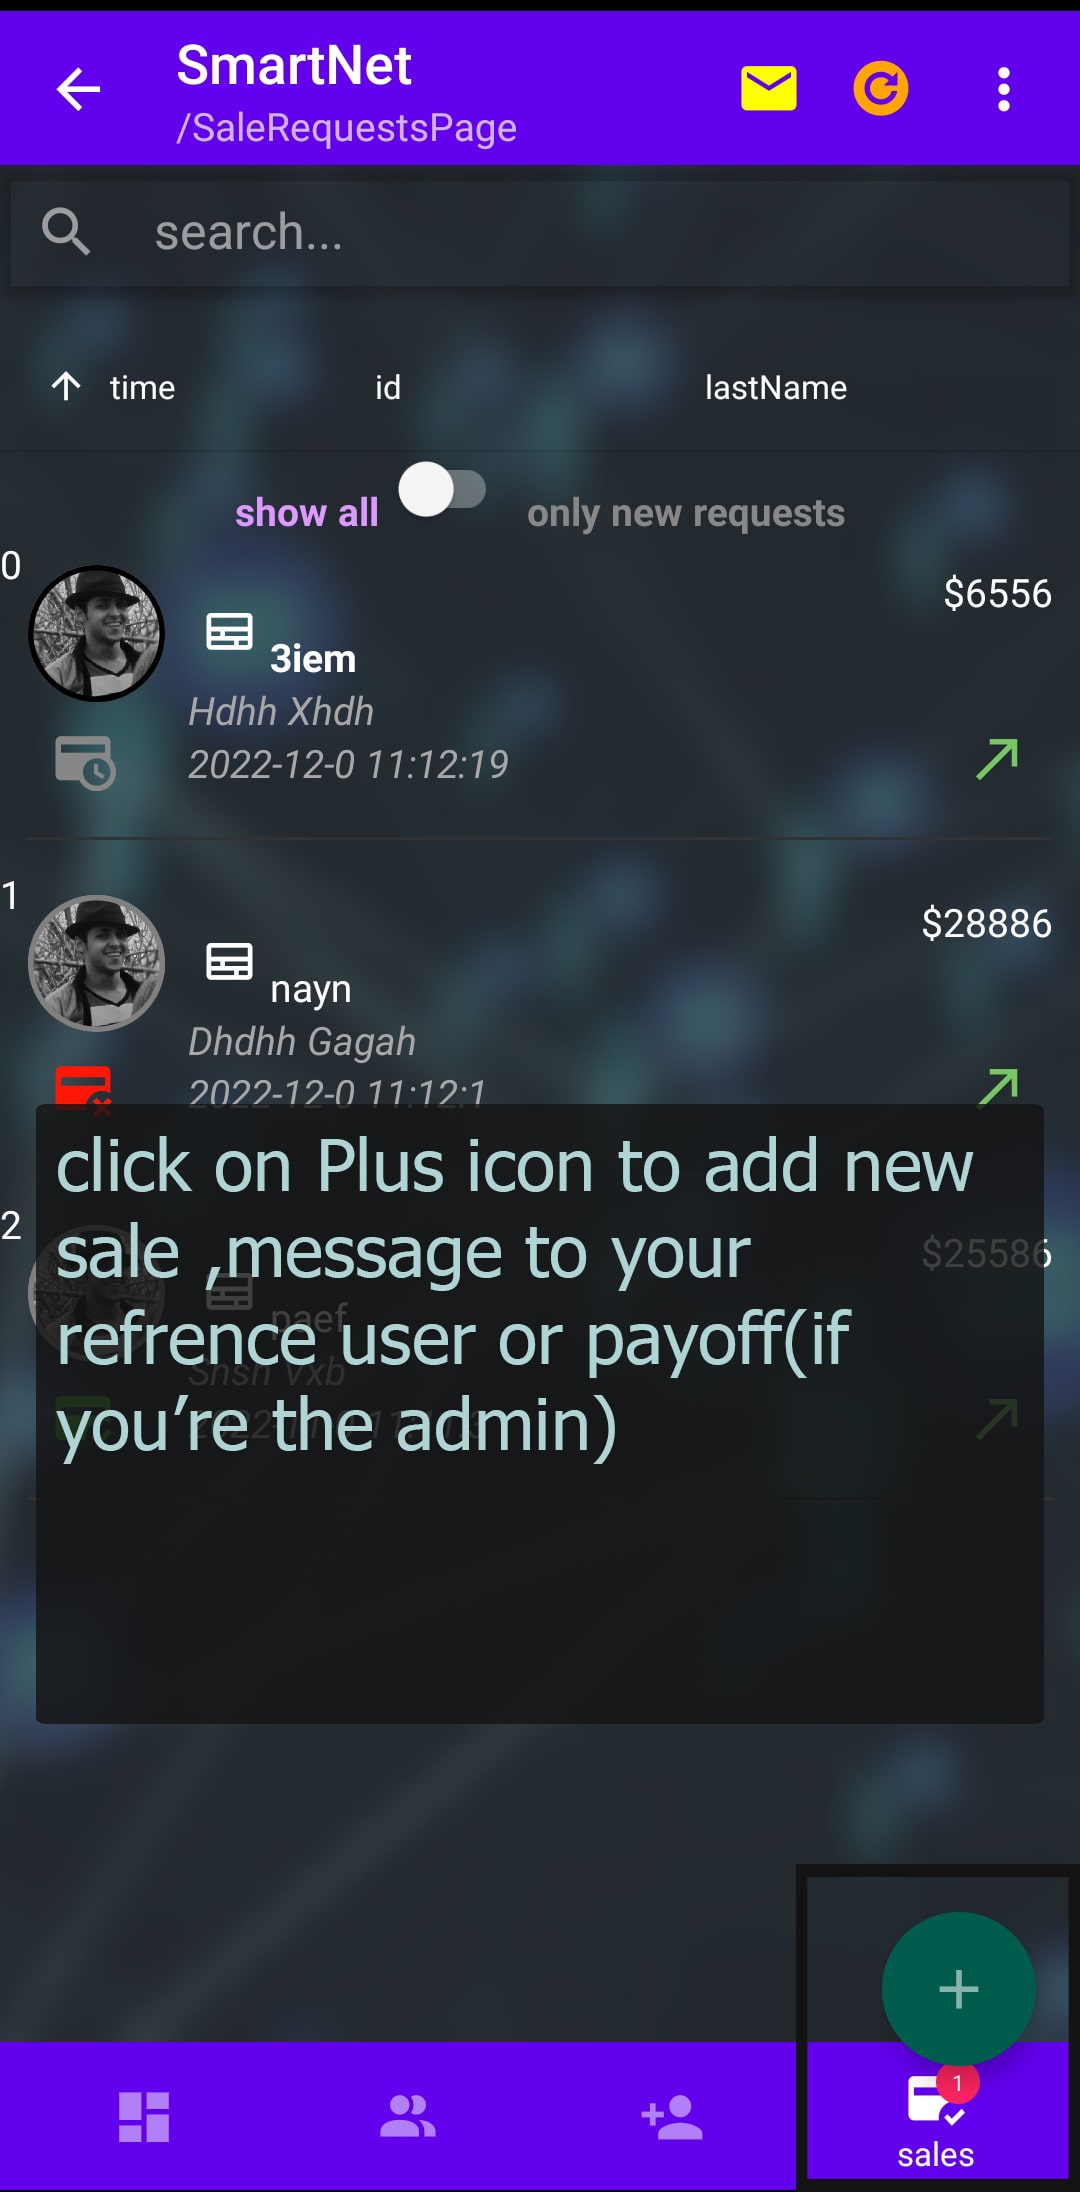 SmartNet
/SaleRequestsPage
search...
time id lastName
show all only new requests
0
$6556
3iem
Hdhh Xhdh
2022-12-0 11:12:19
1
$28886
nayn
Dhdhh Gagah
2022-12-0 11:12:1
click on Plus icon to add new
sale ,message to your
refrence user or payoff(if
you're the admin)
2
$25586
paef
Snsh Vxb
1
sales